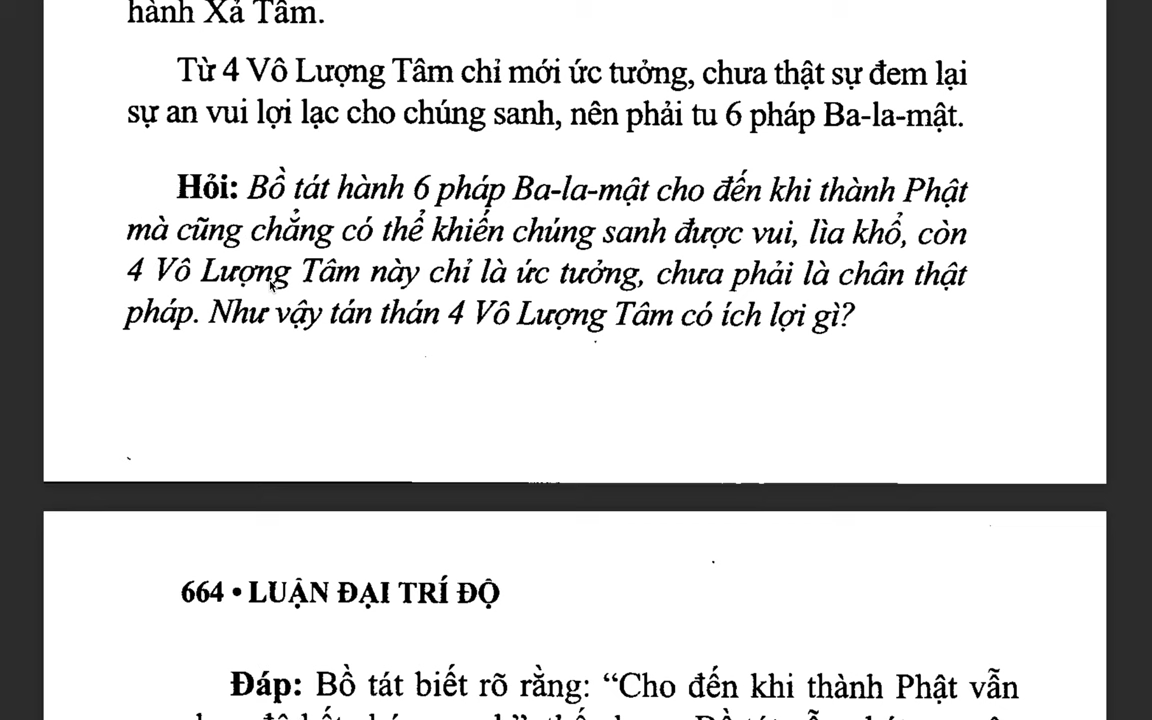 hành Xả Tâm.
Từ 4 Vô Lượng Tâm chỉ mới ức tưởng, chưa thật sự đem lại
sự an vui lợi lạc cho chúng sanh, nên phải tu 6 pháp Ba-la-mật.
Hỏi: Bồ tát hành 6 pháp Ba-la-mật cho đến khi thành Phật
mà cũng chẳng có thể khiến chúng sanh được vui, lìa khổ, còn
4 Vô Lượng Tâm này chỉ là ức tưởng, chưa phải là chân thật
pháp. Như vậy tán thán 4 Vô Lượng Tâm có ích lợi gì?
664 • LUẬN ĐẠI TRÍ ĐỘ
Đáp: Bồ tát biết rõ rằng: “Cho đến khi thành Phật vẫn